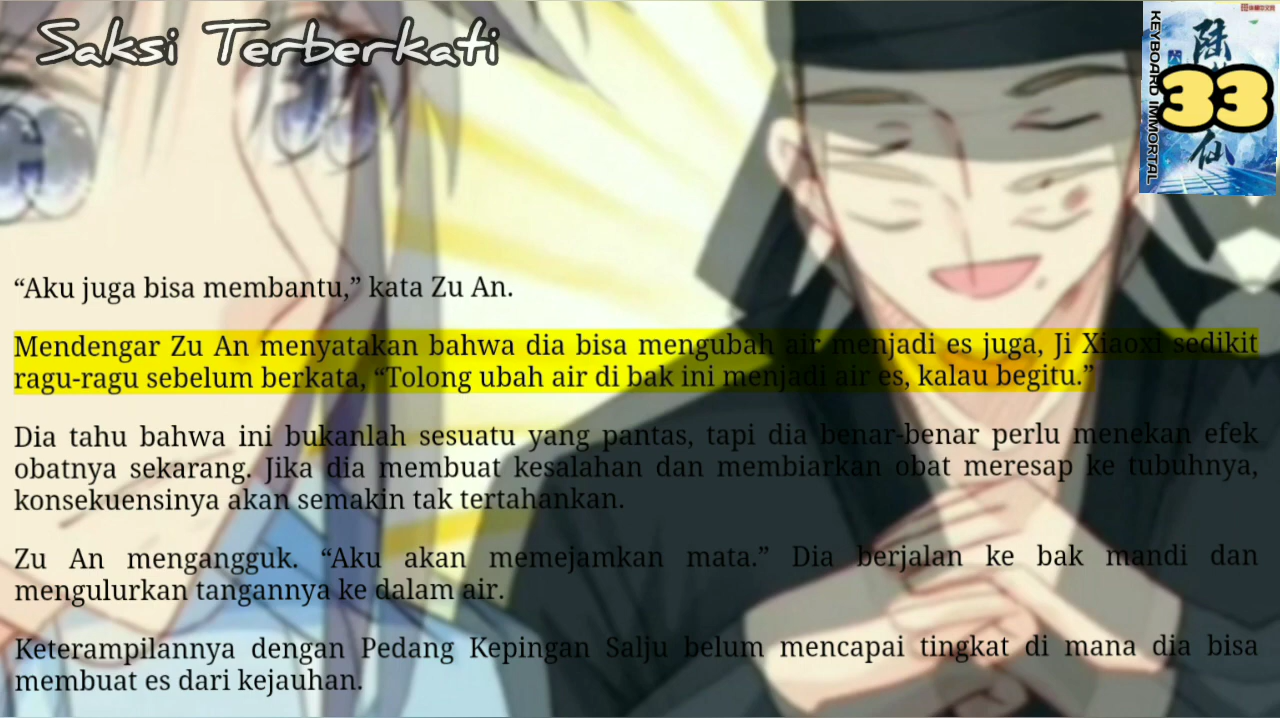 Saksi Terberkati
KEYBOARD IMMORTAL
陆
仙
33
“Aku juga bisa membantu,” kata Zu An.
Mendengar Zu An menyatakan bahwa dia bisa mengubah air menjadi es juga, Ji Xiaoxi sedikit
ragu-ragu sebelum berkata, “Tolong ubah air di bak ini menjadi air es, kalau begitu.”
Dia tahu bahwa ini bukanlah sesuatu yang pantas, tapi dia benar-benar perlu menekan efek
obatnya sekarang. Jika dia membuat kesalahan dan membiarkan obat meresap ke tubuhnya,
konsekuensinya akan semakin tak tertahankan.
Zu An mengangguk. “Aku akan memejamkan mata.” Dia berjalan ke bak mandi dan
mengulurkan tangannya ke dalam air.
Keterampilannya dengan Pedang Kepingan Salju belum mencapai tingkat di mana dia bisa
membuat es dari kejauhan.